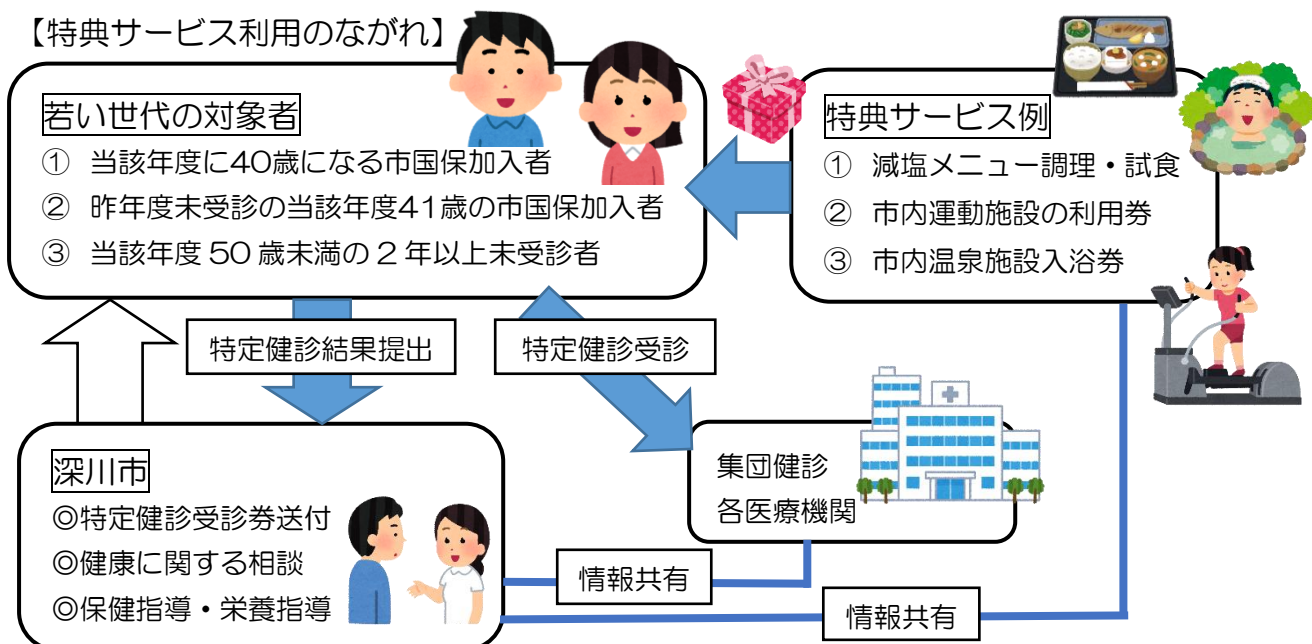 【特典サービス利用のながれ】
若い世代の対象者
① 当該年度に40歳になる市国保加入者
② 昨年度未受診の当該年度41歳の市国保加入者
③ 当該年度 50 歳未満の 2 年以上未受診者
特典サービス例
① 減塩メニュー調理・試食
② 市内運動施設の利用券
③ 市内温泉施設入浴券
特定健診結果提出
特定健診受診
深川市
◎特定健診受診券送付
◎健康に関する相談
◎保健指導・栄養指導
集団健診
各医療機関
情報共有
情報共有